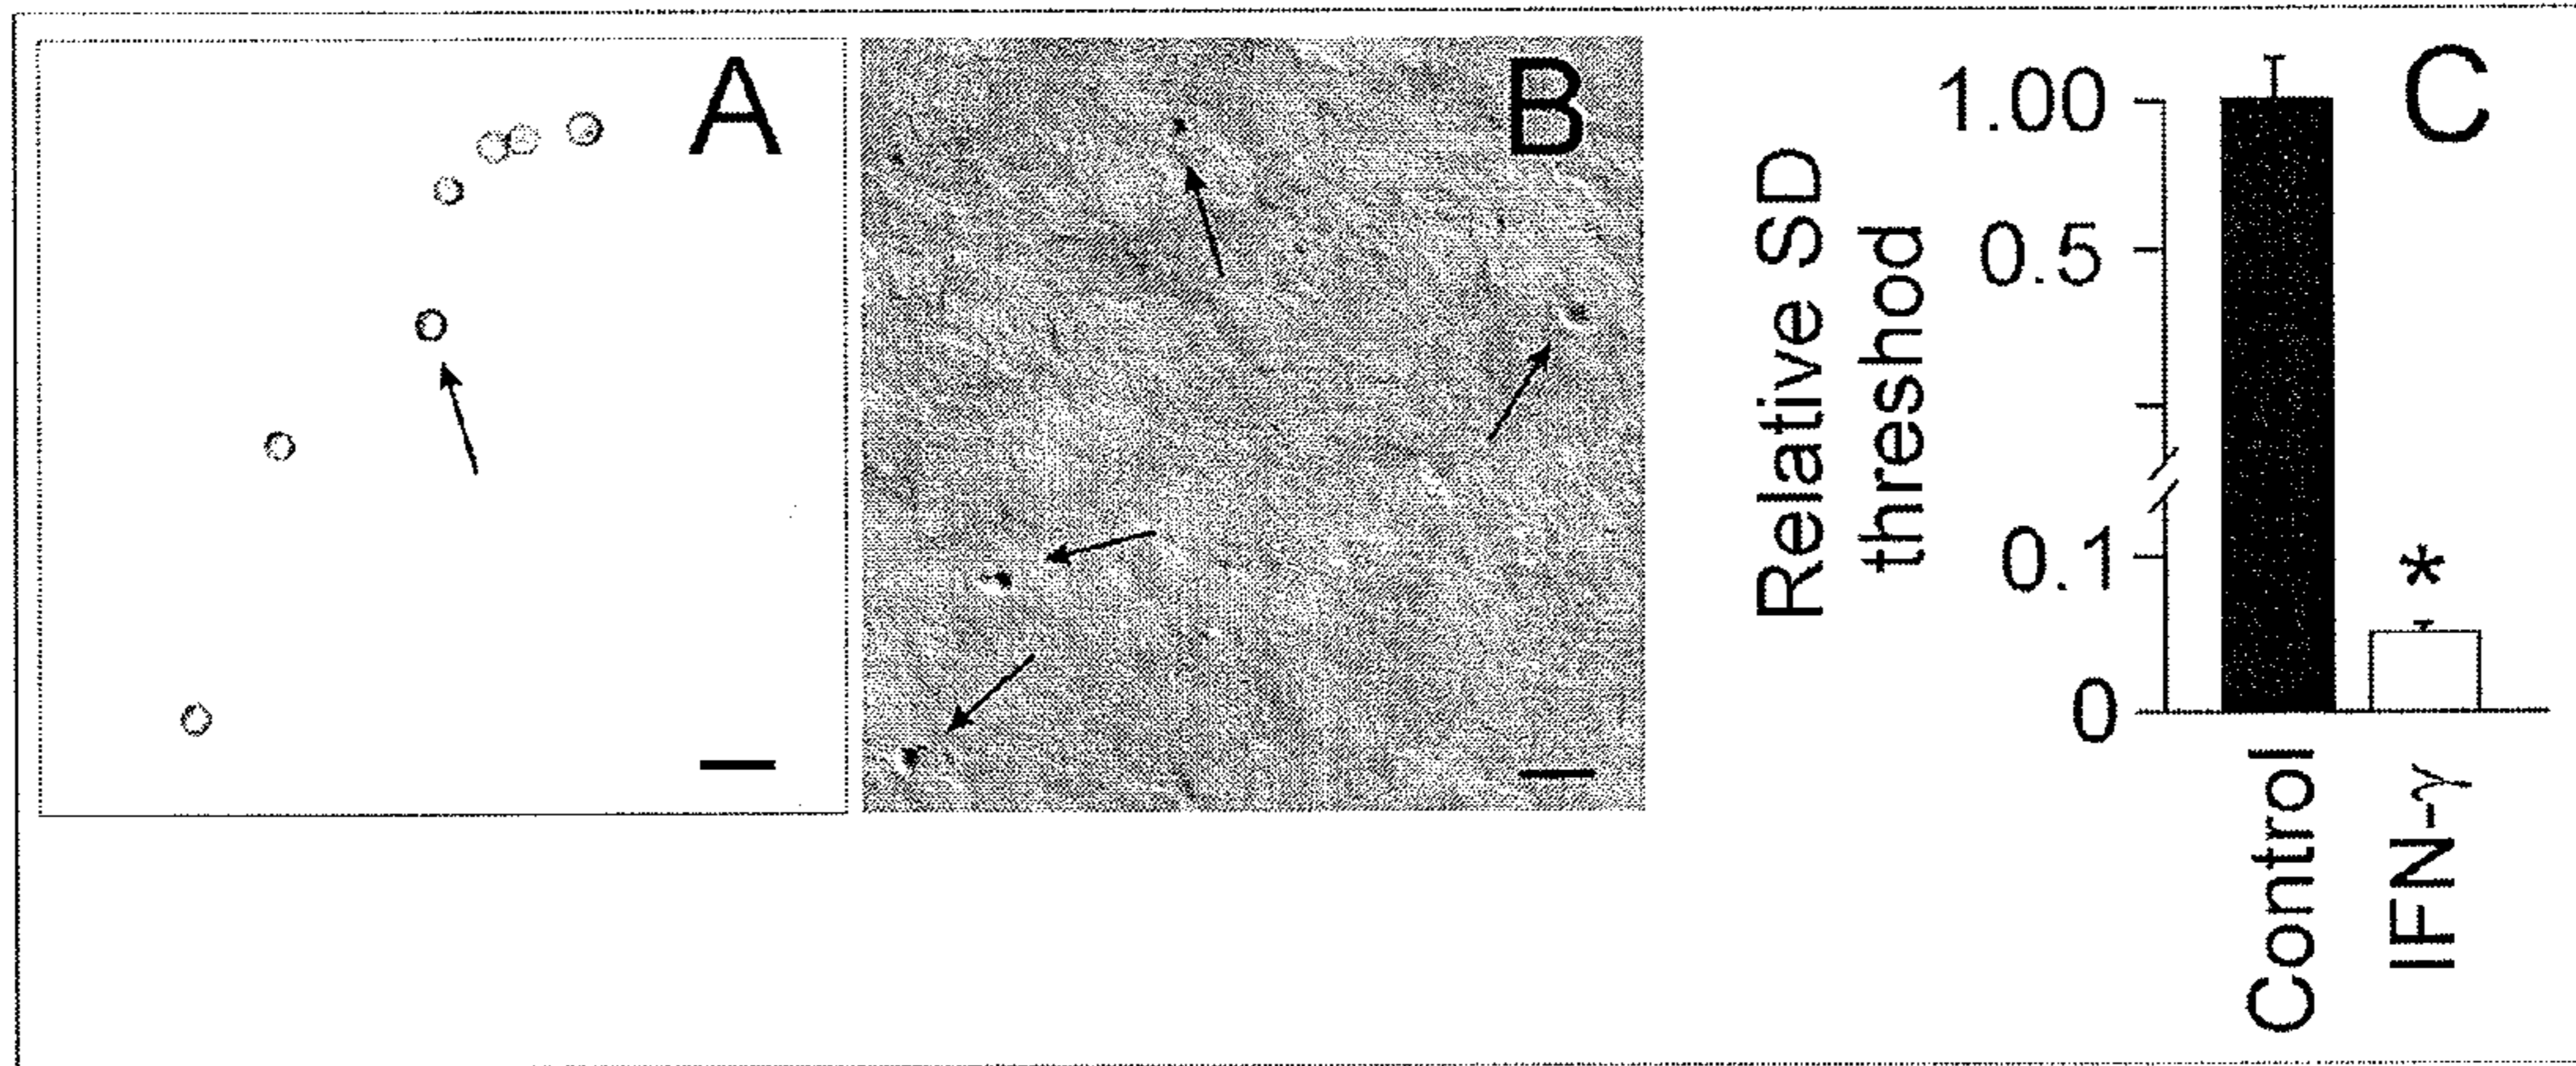 A
B
C
Relative SD
threshod
1.00
0.5
0.1
0
*
Control
IFN-γ